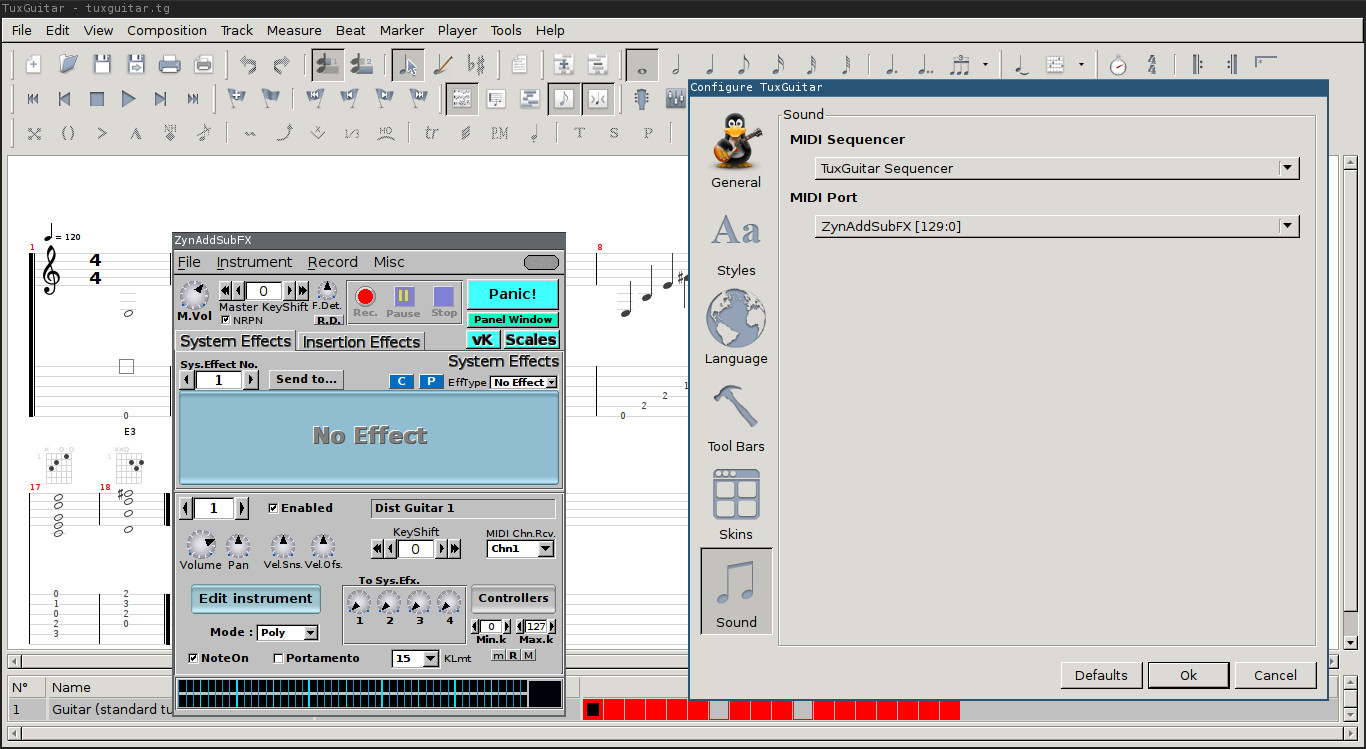 TuxGuitar - tuxguitar.tg
File Edit View Composition Track Measure Beat Marker Player Tools Help
NH
1/3 HO tr P.M T S P
= 120
1
4
4
0
E3
X O O
XXO
1
1
17
18
0
1
0
2
3
2
3
2
0
8
0
2
2
1
N° Name
1 Guitar (standard tu
ZynAddSubFX
File Instrument Record Misc
M.Vol
0
Master KeyShift
NRPN
F.Det.
R.D.
Rec. Pause Stop
Panic!
Panel Window
System Effects Insertion Effects vK Scales
System Effects
Sys.Effect No.
1 Send to... C P EffType No Effect
No Effect
1 Enabled Dist Guitar 1
Volume Pan Vel.Sns. Vel.Ofs.
KeyShift
0
MIDI Chn.Rcv.
Chn1
Edit instrument
To Sys.Efx.
1 2 3 4
Controllers
0 127
Min.k Max.k
Mode : Poly
NoteOn Portamento 15 KLmt
m R M
Configure TuxGuitar
General
Styles
Language
Tool Bars
Skins
Sound
Sound
MIDI Sequencer
TuxGuitar Sequencer
MIDI Port
ZynAddSubFX [129:0]
Defaults Ok Cancel